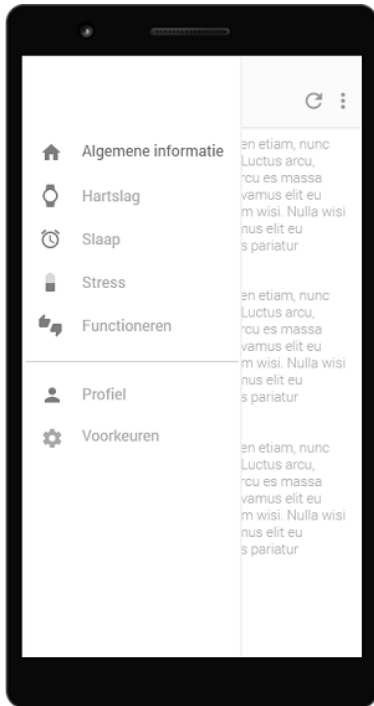 Algemene informatie
Hartslag
Slaap
Stress
Functioneren
Profiel
Voorkeuren
en etiam, nunc
Luctus arcu,
rcu es massa
vamus elit eu
m wisi. Nulla wisi
mus elit eu
s pariatur
en etiam, nunc
Luctus arcu,
rcu es massa
vamus elit eu
m wisi. Nulla wisi
mus elit eu
s pariatur
en etiam, nunc
Luctus arcu,
rcu es massa
vamus elit eu
m wisi. Nulla wisi
mus elit eu
s pariatur